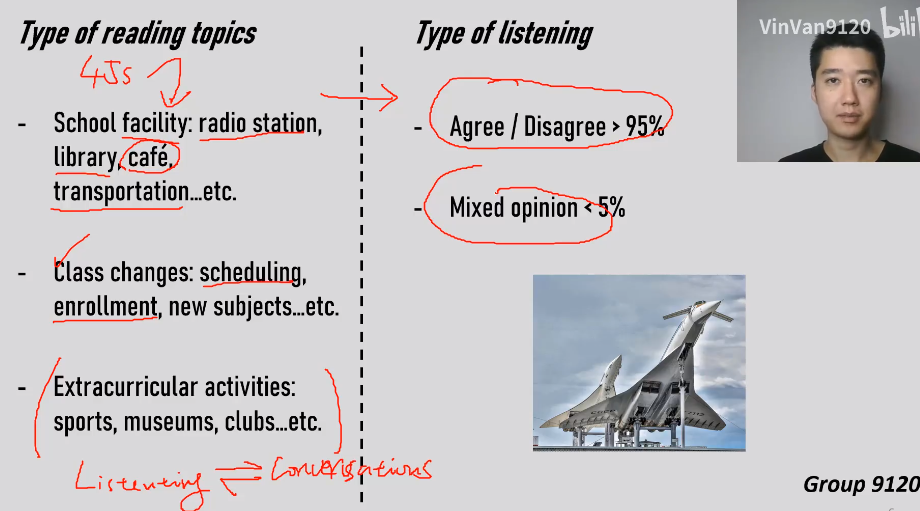 Type of reading topics
4Js
- School facility: radio station,
library, café,
transportation...etc.
- Class changes: scheduling,
enrollment, new subjects...etc.
- Extracurricular activities:
sports, museums, clubs...etc.
Listenting ⇌ Conversations
Type of listening
- Agree / Disagree > 95%
- Mixed opinion < 5%
VinVan9120
Group 9120